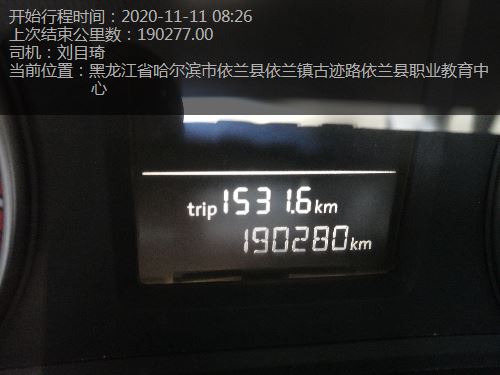 开始行程时间：2020-11-11 08:26
上次结束公里数：190277.00
司机：刘目琦
当前位置：黑龙江省哈尔滨市依兰县依兰镇古迹路依兰县职业教育中
心
trip 1531.6 km
190280 km